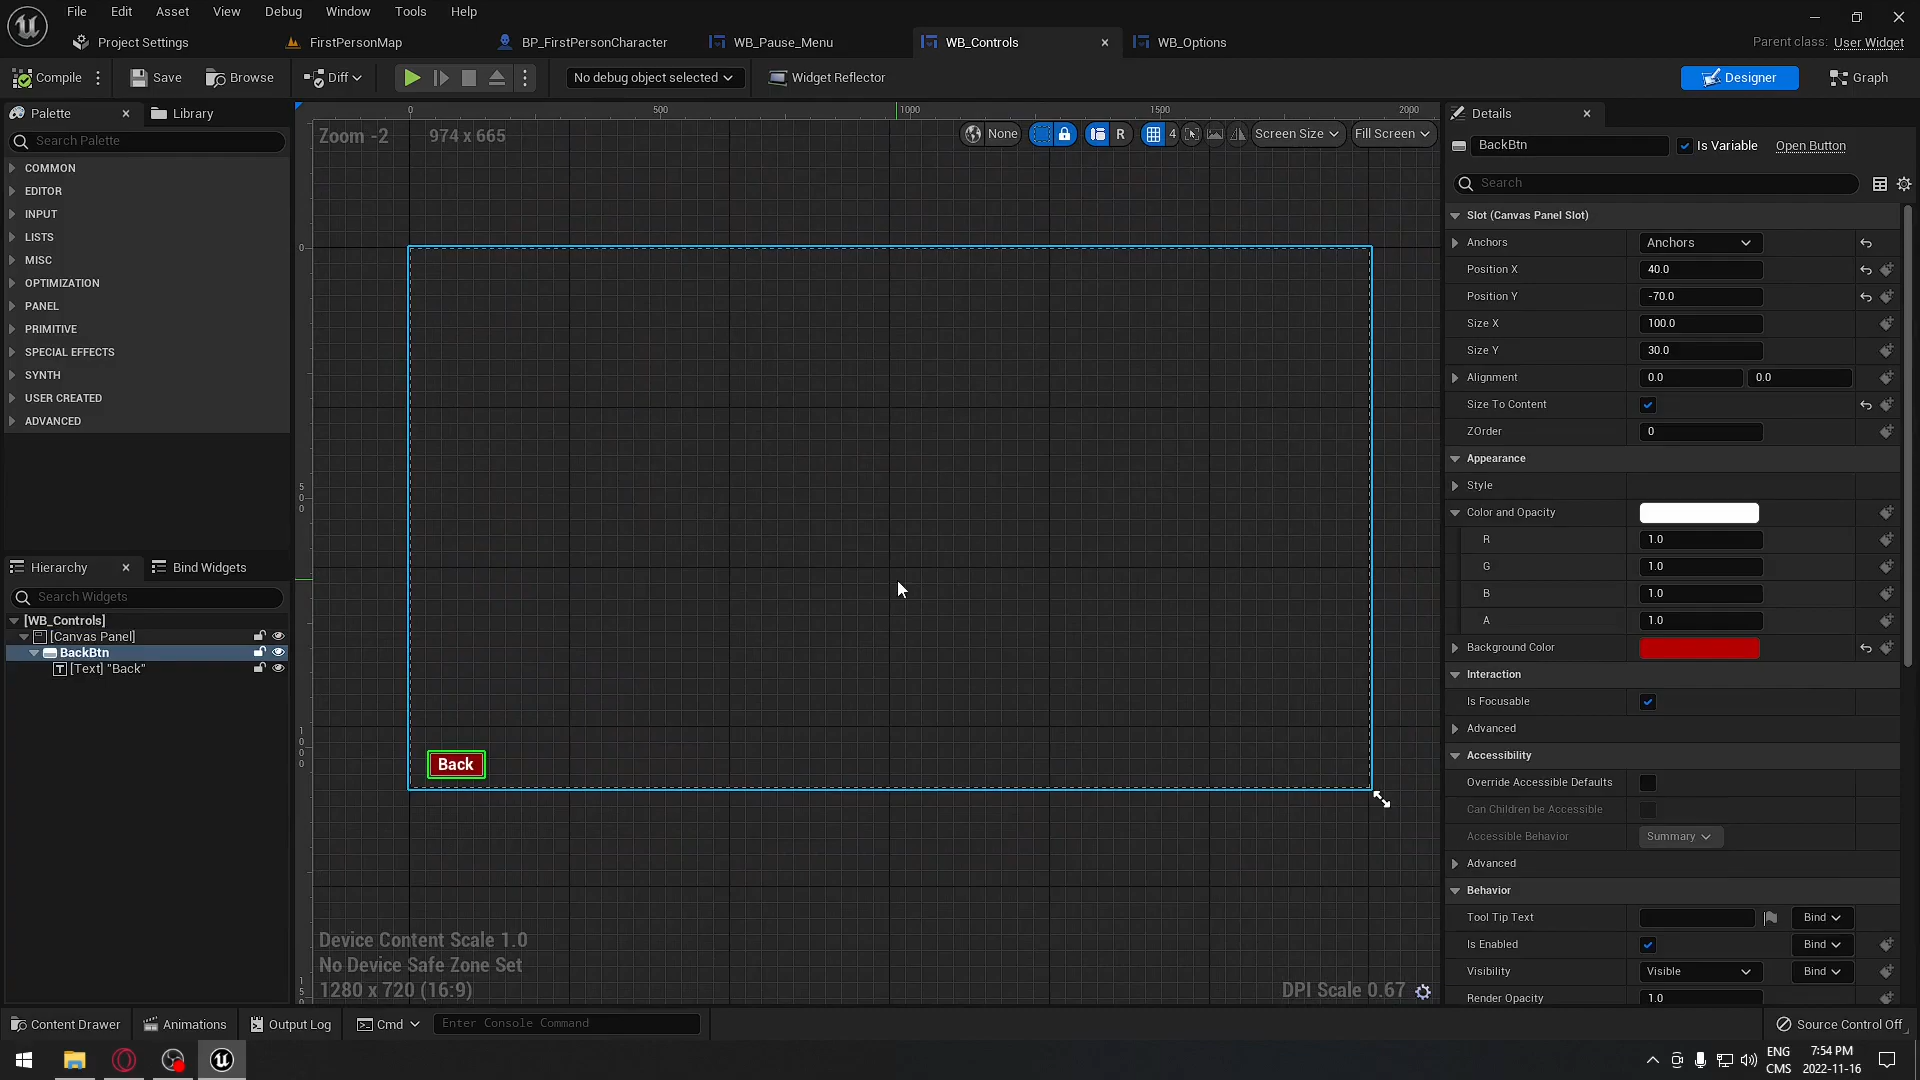 File Edit Asset View Debug Window Tools Help
Project Settings FirstPersonMap BP_FirstPersonCharacter WB_Pause_Menu WB_Controls WB_Options
Parent class: User Widget
Compile Save Browse Diff No debug object selected Widget Reflector Designer Graph
Palette Library
Search Palette
COMMON
EDITOR
INPUT
LISTS
MISC
OPTIMIZATION
PANEL
PRIMITIVE
SPECIAL EFFECTS
SYNTH
USER CREATED
ADVANCED
Hierarchy Bind Widgets
Search Widgets
[WB_Controls]
[Canvas Panel]
BackBtn
[Text] "Back"
0 500 1000 1500 2000
Zoom -2 974 x 665
None R 4 Screen Size Fill Screen
0
500
1000
150
Back
Device Content Scale 1.0
No Device Safe Zone Set
1280 x 720 (16:9)
DPI Scale 0.67
Details
BackBtn Is Variable Open Button
Search
Slot (Canvas Panel Slot)
Anchors Anchors
Position X 40.0
Position Y -70.0
Size X 100.0
Size Y 30.0
Alignment 0.0 0.0
Size To Content
ZOrder 0
Appearance
Style
Color and Opacity
R 1.0
G 1.0
B 1.0
A 1.0
Background Color
Interaction
Is Focusable
Advanced
Accessibility
Override Accessible Defaults
Can Children be Accessible
Accessible Behavior Summary
Advanced
Behavior
Tool Tip Text Bind
Is Enabled Bind
Visibility Visible Bind
Render Opacity 1.0
Content Drawer Animations Output Log Cmd Enter Console Command Source Control Off
ENG 7:54 PM
CMS 2022-11-16